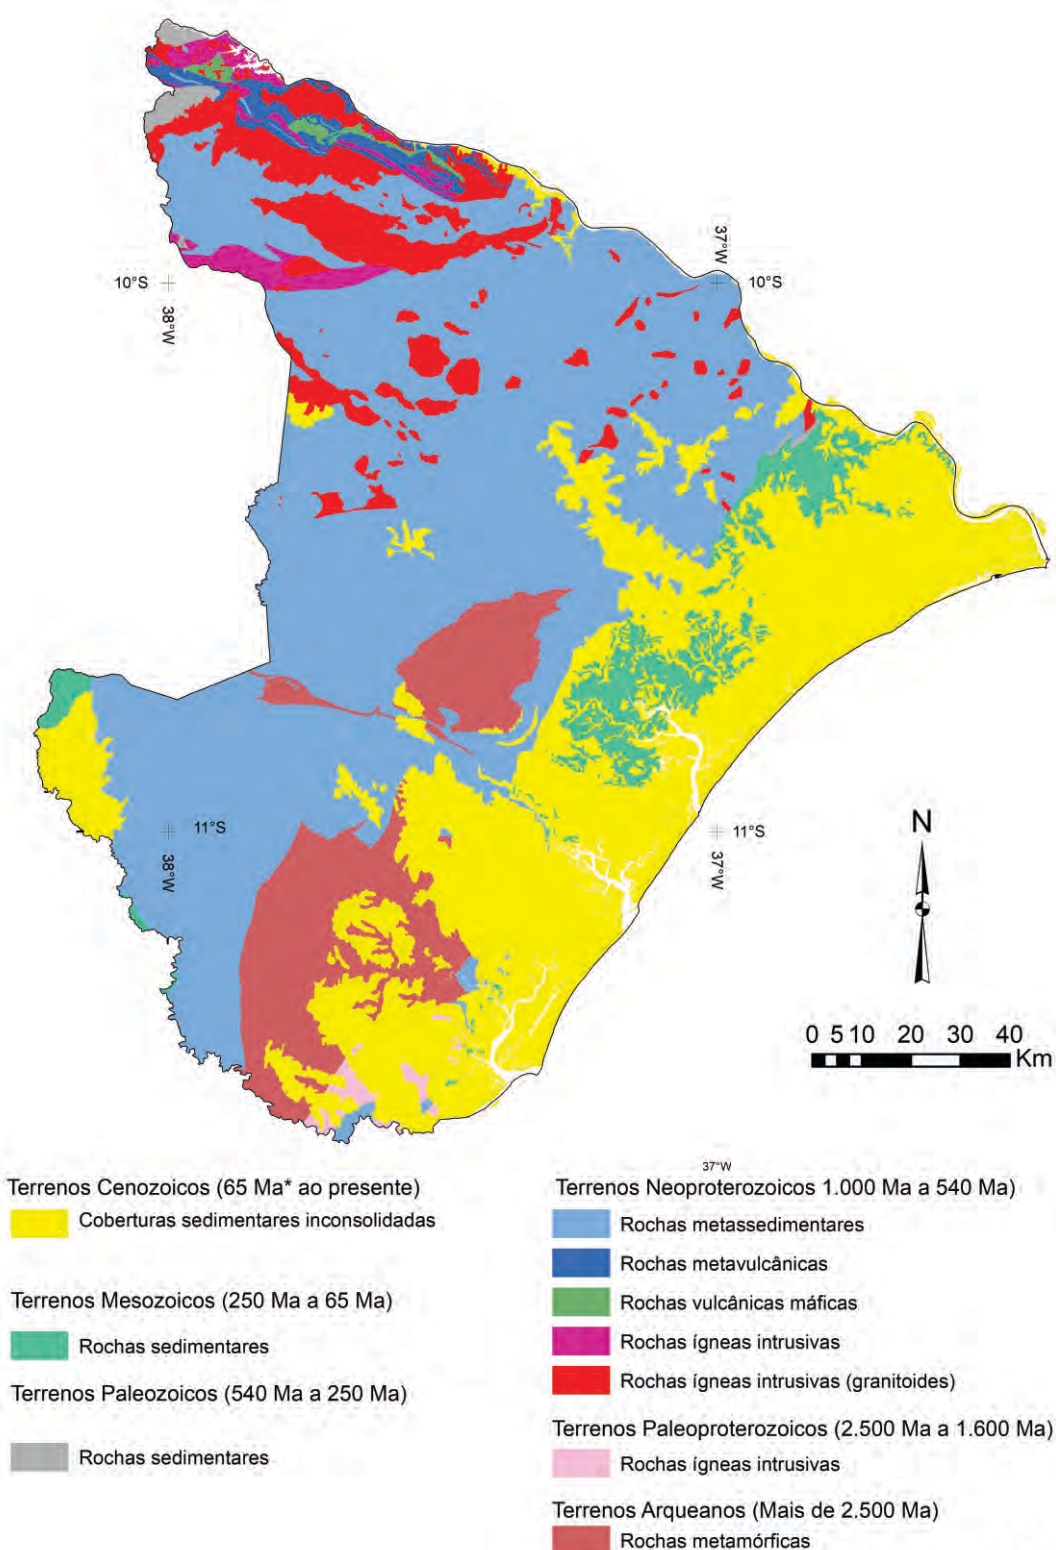 37°W
10°S
10°S
38°W
11°S
11°S
38°W
37°W
N
0 5 10 20 30 40
Km
37°W
Terrenos Cenozoicos (65 Ma* ao presente)
Coberturas sedimentares inconsolidadas
Terrenos Mesozoicos (250 Ma a 65 Ma)
Rochas sedimentares
Terrenos Paleozoicos (540 Ma a 250 Ma)
Rochas sedimentares
Terrenos Neoproterozoicos 1.000 Ma a 540 Ma)
Rochas metassedimentares
Rochas metavulcânicas
Rochas vulcânicas máficas
Rochas ígneas intrusivas
Rochas ígneas intrusivas (granitoides)
Terrenos Paleoproterozoicos (2.500 Ma a 1.600 Ma)
Rochas ígneas intrusivas
Terrenos Arqueanos (Mais de 2.500 Ma)
Rochas metamórficas